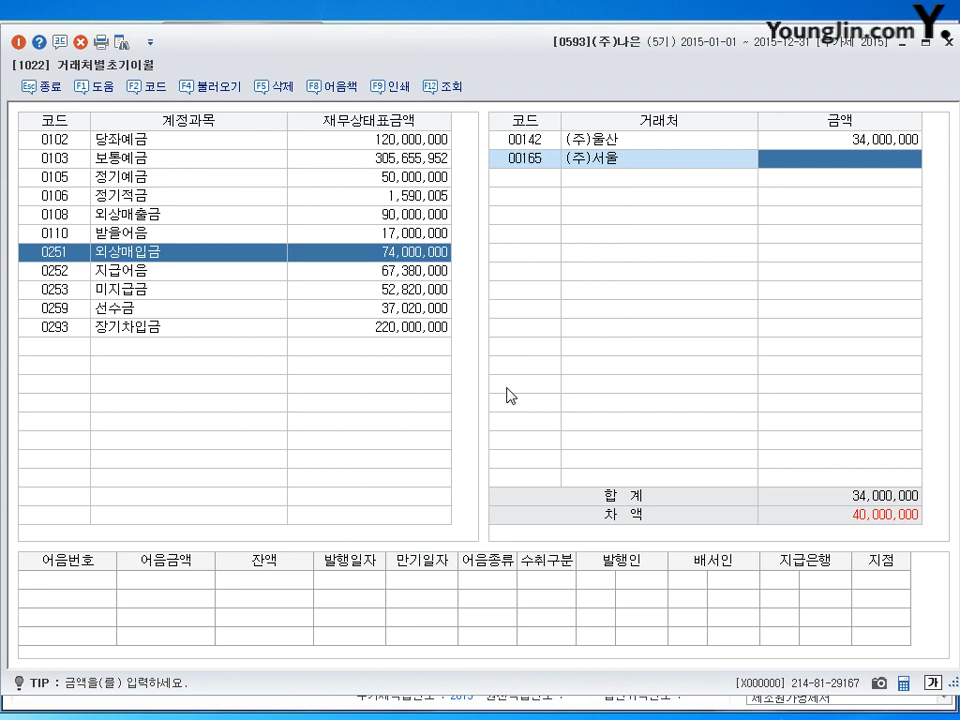 YoungJin.com Y.
[0593](주)나은 (5기) 2015-01-01 ~ 2015-12-31 [부가세 2015]
[1022] 거래처별초기이월
Esc 종료 F1 도움 F2 코드 F4 불러오기 F5 삭제 F8 어음책 F9 인쇄 F12 조회
코드 계정과목 재무상태표금액
0102 당좌예금 120,000,000
0103 보통예금 305,655,952
0105 정기예금 50,000,000
0106 정기적금 1,590,005
0108 외상매출금 90,000,000
0110 받을어음 17,000,000
0251 외상매입금 74,000,000
0252 지급어음 67,380,000
0253 미지급금 52,820,000
0259 선수금 37,020,000
0293 장기차입금 220,000,000
코드 거래처 금액
00142 (주)울산 34,000,000
00165 (주)서울
합 계 34,000,000
차 액 40,000,000
어음번호 어음금액 잔액 발행일자 만기일자 어음종류 수취구분 발행인 배서인 지급은행 지점
TIP : 금액을(를) 입력하세요.
[X000000] 214-81-29167 가